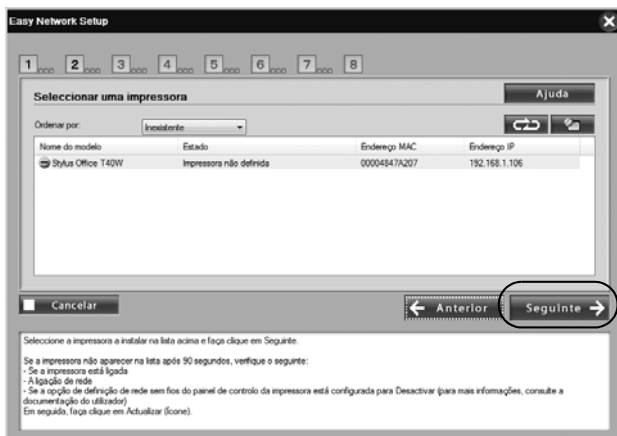 Easy Network Setup
1 2 3 4 5 6 7 8
Seleccionar uma impressora
Ajuda
Ordenar por: Inexistente
Nome do modelo Estado Endereço MAC Endereço IP
Stylus Office T40W Impressora não definida 00004847A207 192.168.1.106
Cancelar Anterior Seguinte
Seleccione a impressora a instalar na lista acima e faça clique em Seguinte.
Se a impressora não aparecer na lista após 90 segundos, verifique o seguinte:
- Se a impressora está ligada
- A ligação de rede
- Se a opção de definição de rede sem fios do painel de controlo da impressora está configurada para Desactivar (para mais informações, consulte a
documentação do utilizador)
Em seguida, faça clique em Actualizar (Ícone).